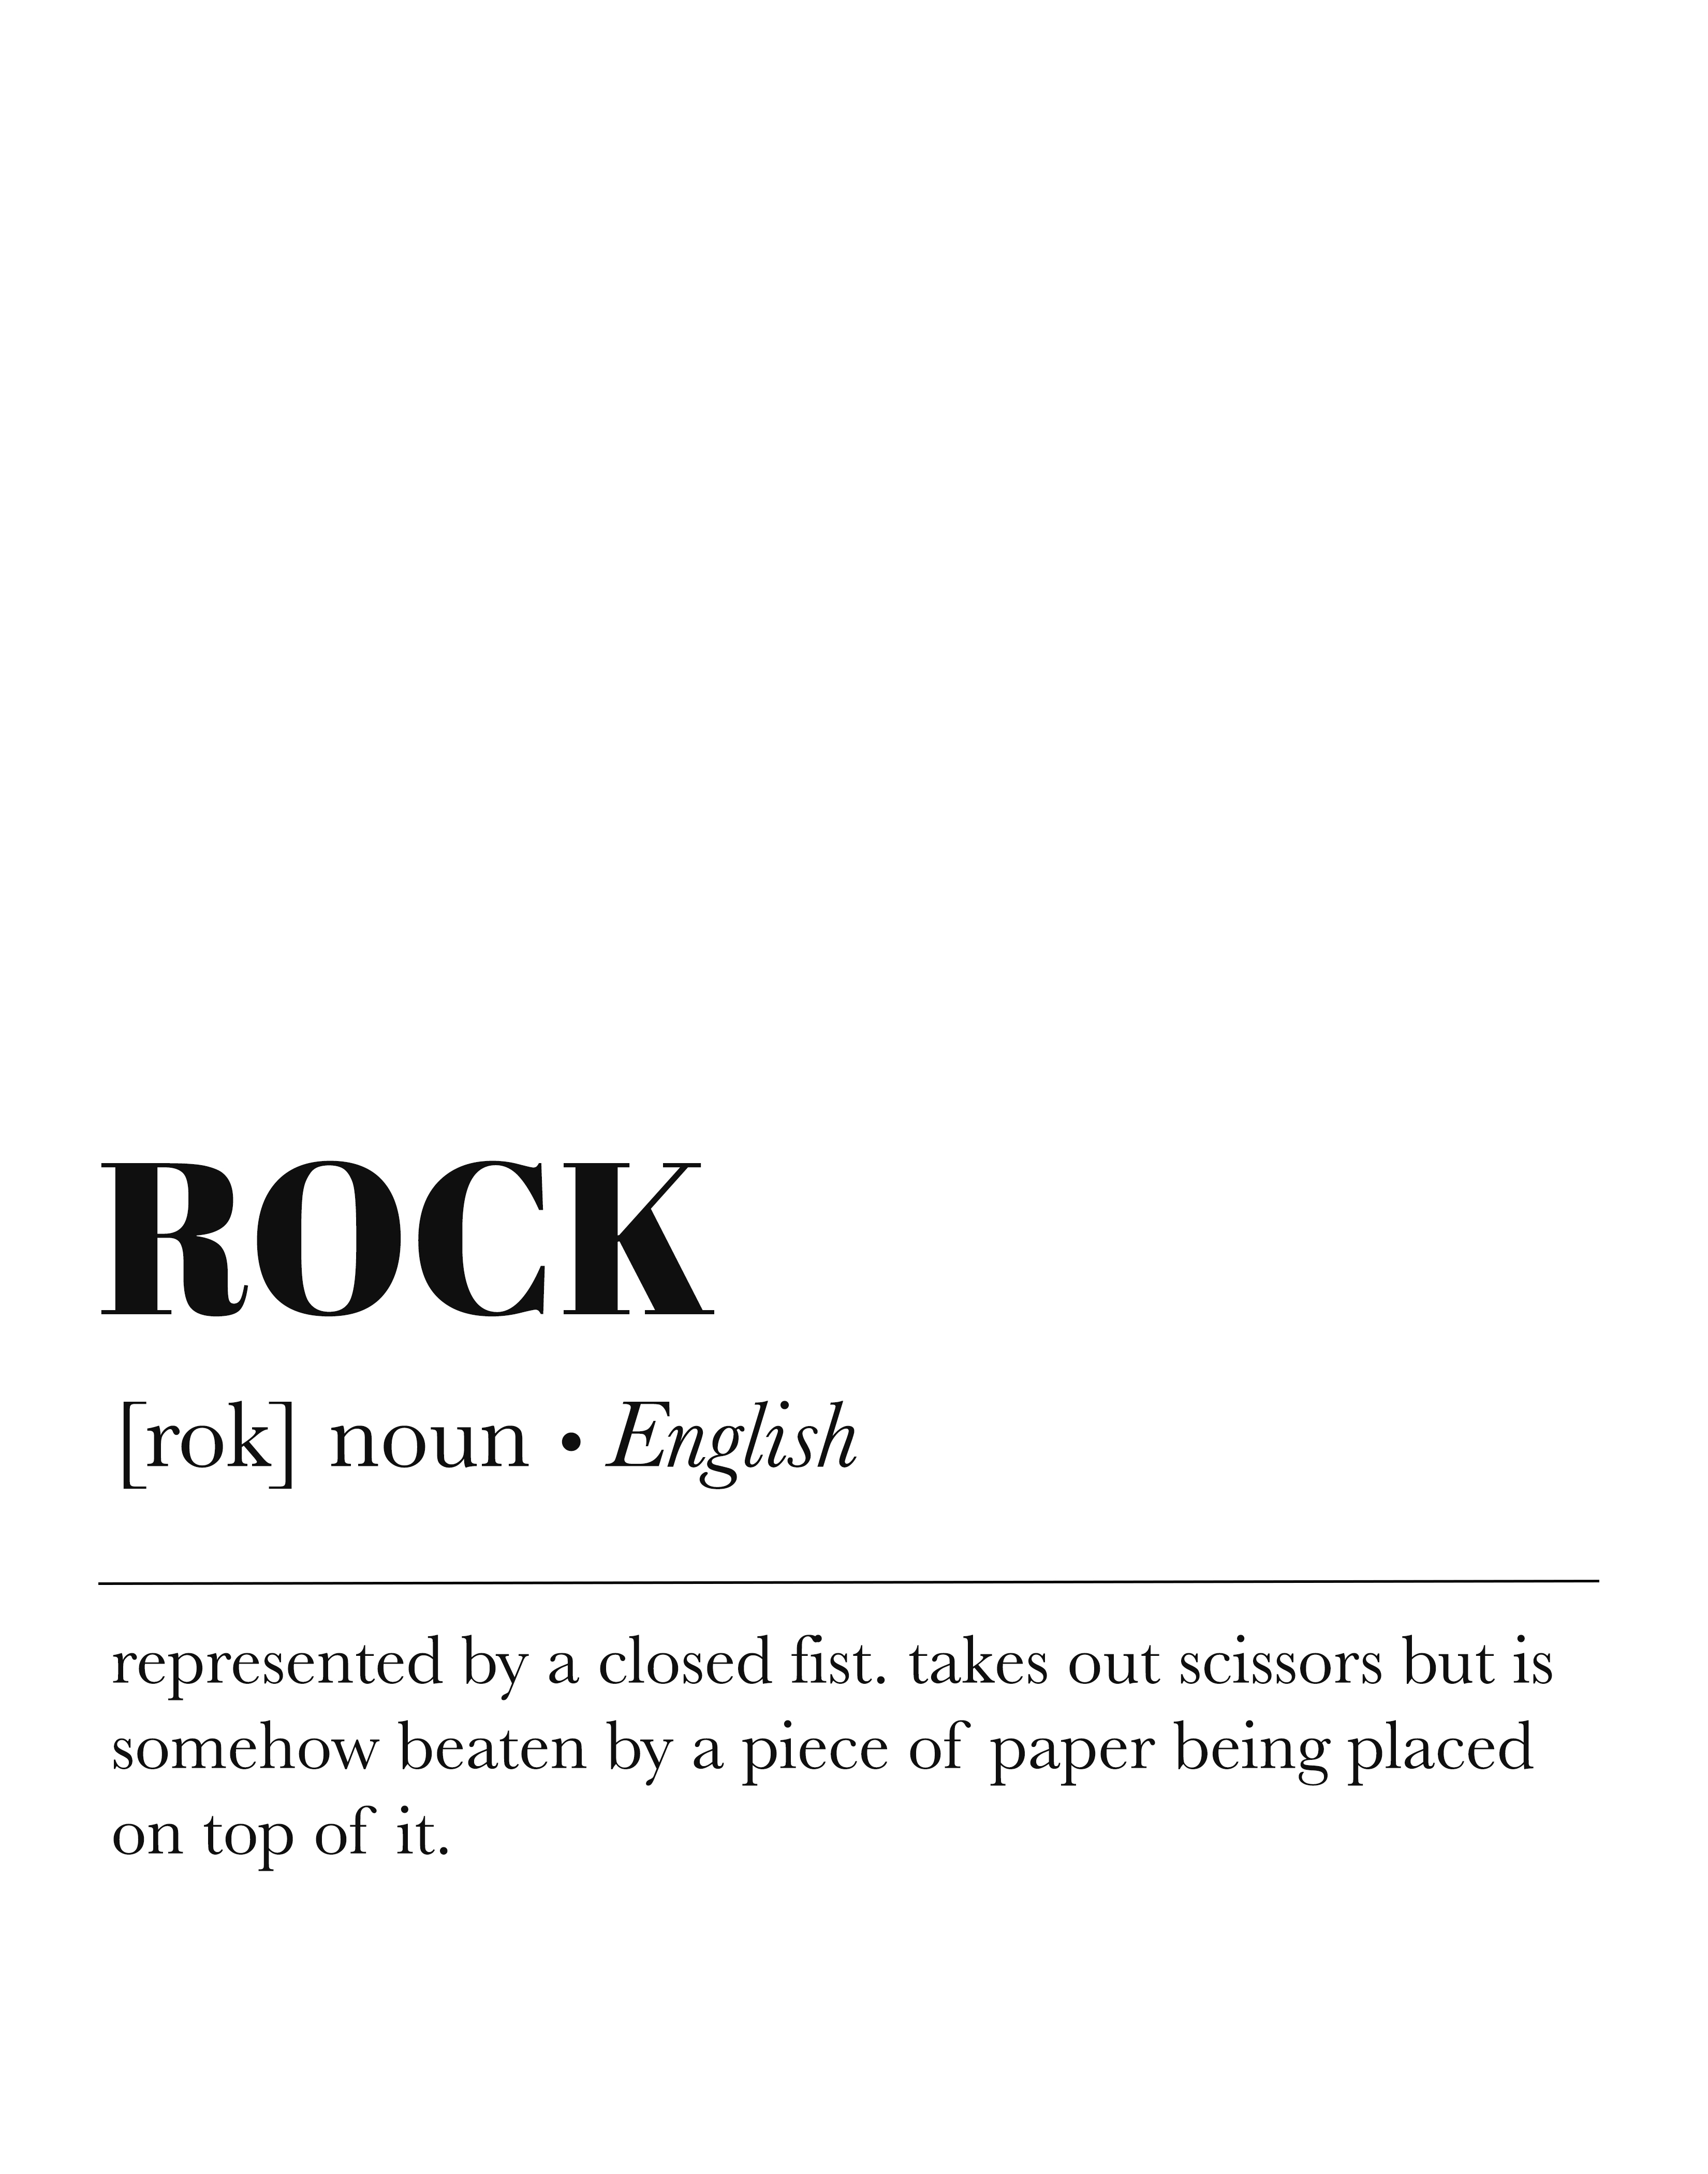 ROCK
[rok] noun • English
represented by a closed fist. takes out scissors but is
somehow beaten by a piece of paper being placed
on top of it.